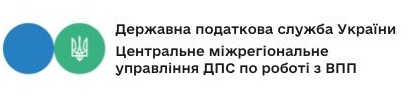 Державна податкова служба України
Центральне міжрегіональне
управління ДПС по роботі з ВПП